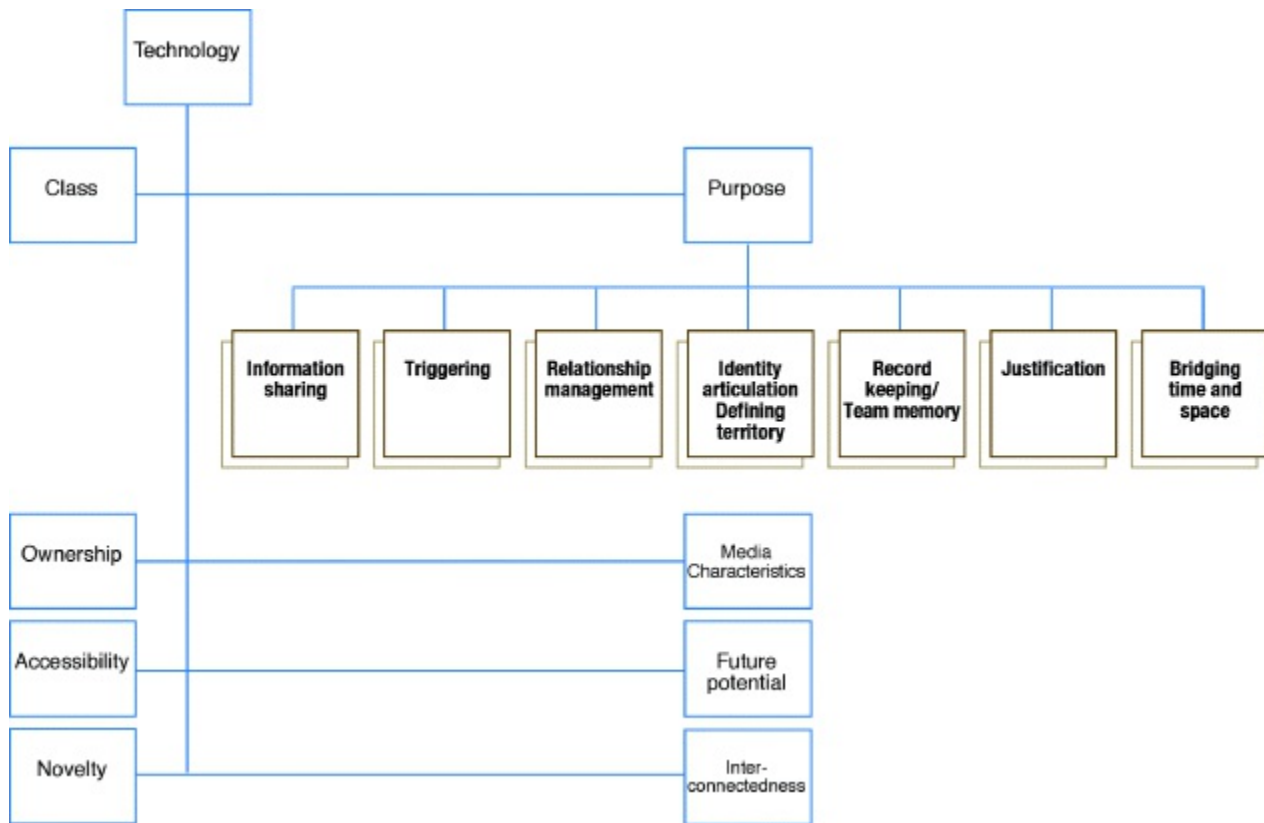 Technology
Class
Purpose
Information
sharing
Triggering
Relationship
management
Identity
articulation
Defining
territory
Record
keeping/
Team memory
Justification
Bridging
time and
space
Ownership
Media
Characteristics
Accessibility
Future
potential
Novelty
Inter-
connectedness